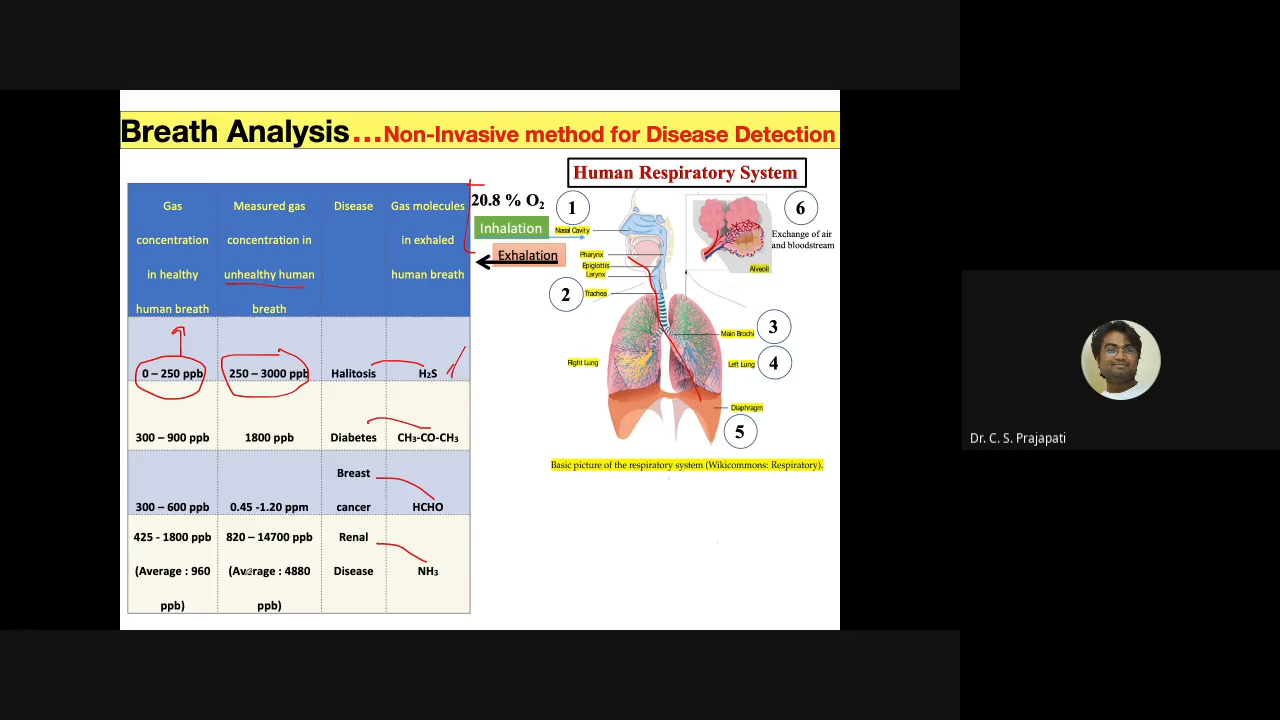 Breath Analysis...Non-Invasive method for Disease Detection
Gas
concentration
in healthy
human breath
Measured gas
concentration in
unhealthy human
breath
Disease
Gas molecules
in exhaled
human breath
0 – 250 ppb
250 – 3000 ppb
Halitosis
H₂S
300 – 900 ppb
1800 ppb
Diabetes
CH₃-CO-CH₃
300 – 600 ppb
0.45 -1.20 ppm
Breast
cancer
HCHO
425 - 1800 ppb
(Average : 960
ppb)
820 – 14700 ppb
(Average : 4880
ppb)
Renal
Disease
NH₃
20.8 % O₂
Inhalation
Exhalation
Human Respiratory System
1
Nasal Cavity
Pharynx
Epiglottis
Larynx
2
Trachea
6
Exchange of air
and bloodstream
Alveoli
Main Brochi
3
Right Lung
Left Lung
4
Diaphragm
5
Basic picture of the respiratory system (Wikicommons: Respiratory).
Dr. C. S. Prajapati